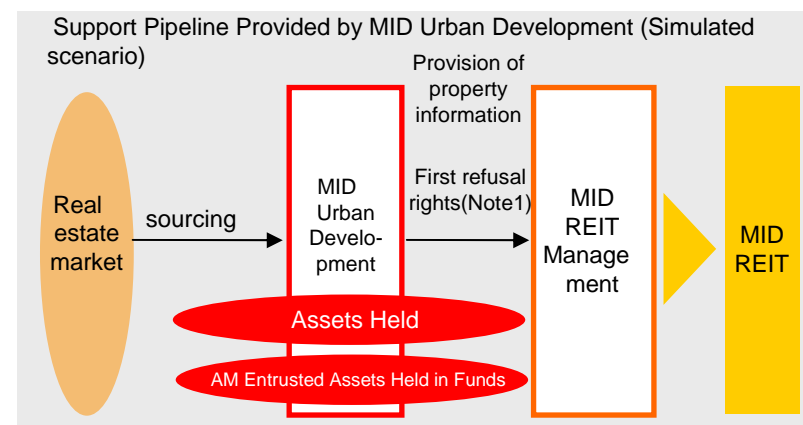 Support Pipeline Provided by MID Urban Development (Simulated
scenario)
Provision of
property
information
Real
estate
market
sourcing
MID
Urban
Develo-
pment
First refusal
rights(Note1)
MID
REIT
Manage
ment
MID
REIT
Assets Held
AM Entrusted Assets Held in Funds